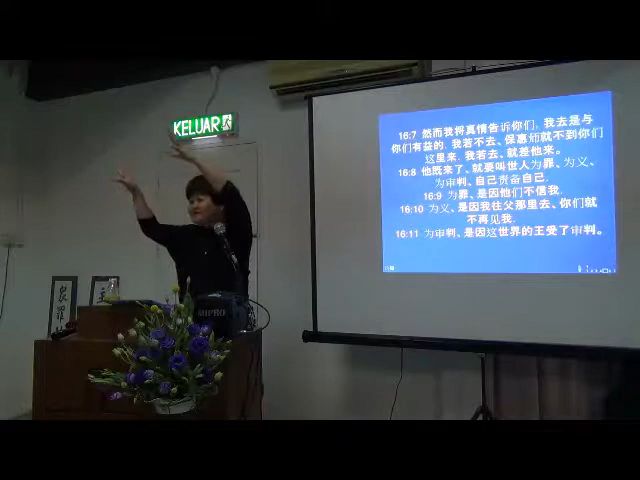 KELUAR
16:7 然而我将真情告诉你们, 我去是与
你们有益的, 我若不去、保惠师就不到你们
这里来, 我若去、就差他来。
16:8 他既来了、就要叫世人为罪、为义、
为审判、自己责备自己.
16:9 为罪、是因他们不信我.
16:10 为义、是因我往父那里去、你们就
不再见我.
16:11 为审判、是因这世界的王受了审判。
MIPRO